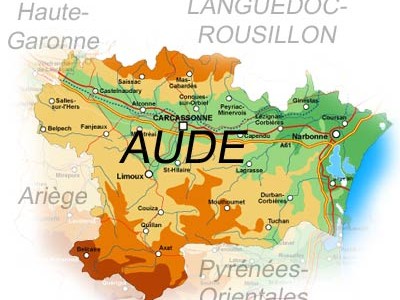 Haute-
Garonne
LANGUEDOC-
ROUSILLON
Saissac
Mas-
Cabardès
Castelnaudary
Conques-
sur-Orbiel
Salles-
sur-l'Hers
Alzonne
Peyriac-
Minervois
Ginestas
Lézignan-
Corbières
Coursan
CARCASSONNE
Belpech
Fanjeaux
Capendu
Narbonne
A61
AUDE
St-Hilaire
Limoux
Lagrasse
Durban-
Corbières
Ariège
Couiza
Mouthoumet
Tuchan
Quillan
Belcaire
Axat
Pyrénées-
Orientales